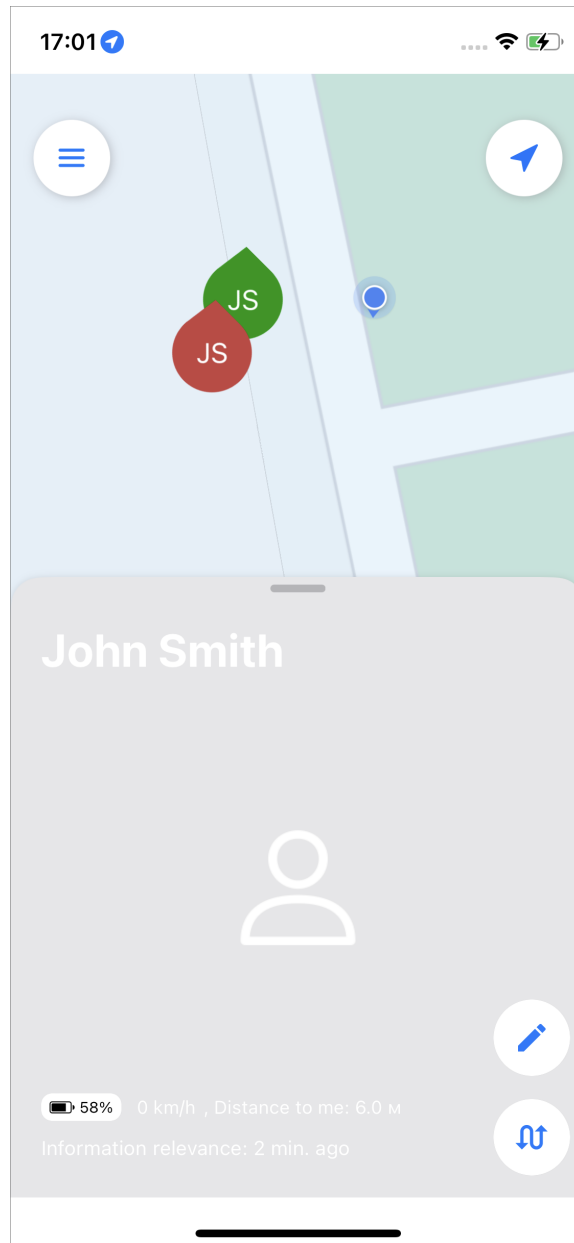 17:01
JS
JS
John Smith
58% 0 km/h , Distance to me: 6.0 м
Information relevance: 2 min. ago